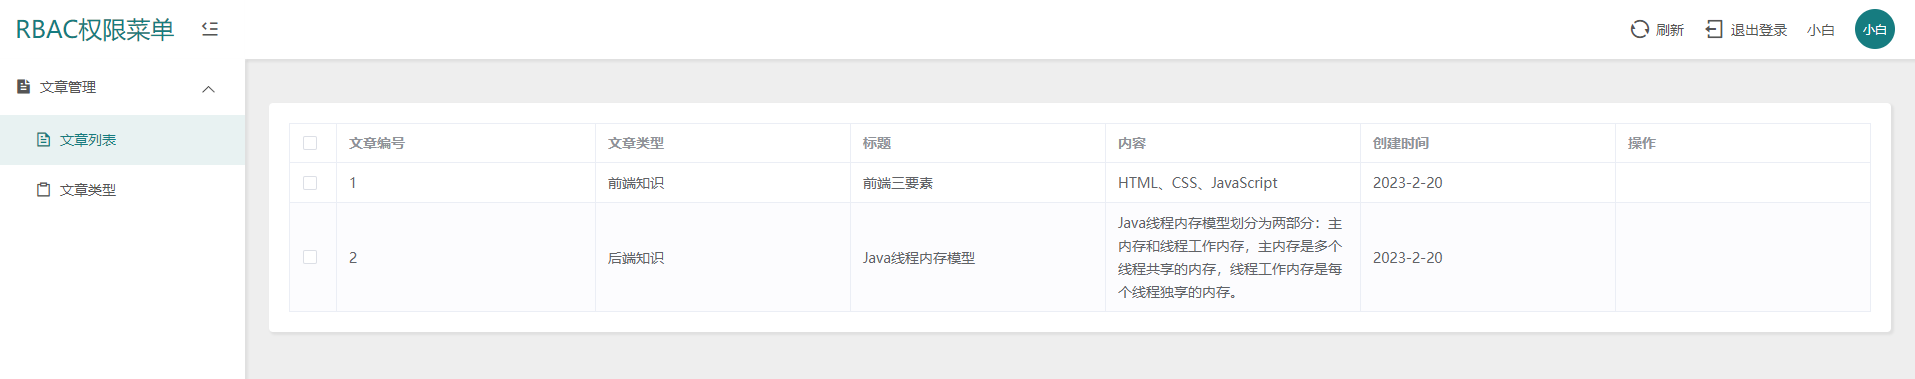 RBAC权限菜单
刷新 退出登录 小白 小白
文章管理
文章列表
文章类型
文章编号 文章类型 标题 内容 创建时间 操作
1 前端知识 前端三要素 HTML、CSS、JavaScript 2023-2-20
2 后端知识 Java线程内存模型
Java线程内存模型划分为两部分：主
内存和线程工作内存，主内存是多个
线程共享的内存，线程工作内存是每
个线程独享的内存。
2023-2-20